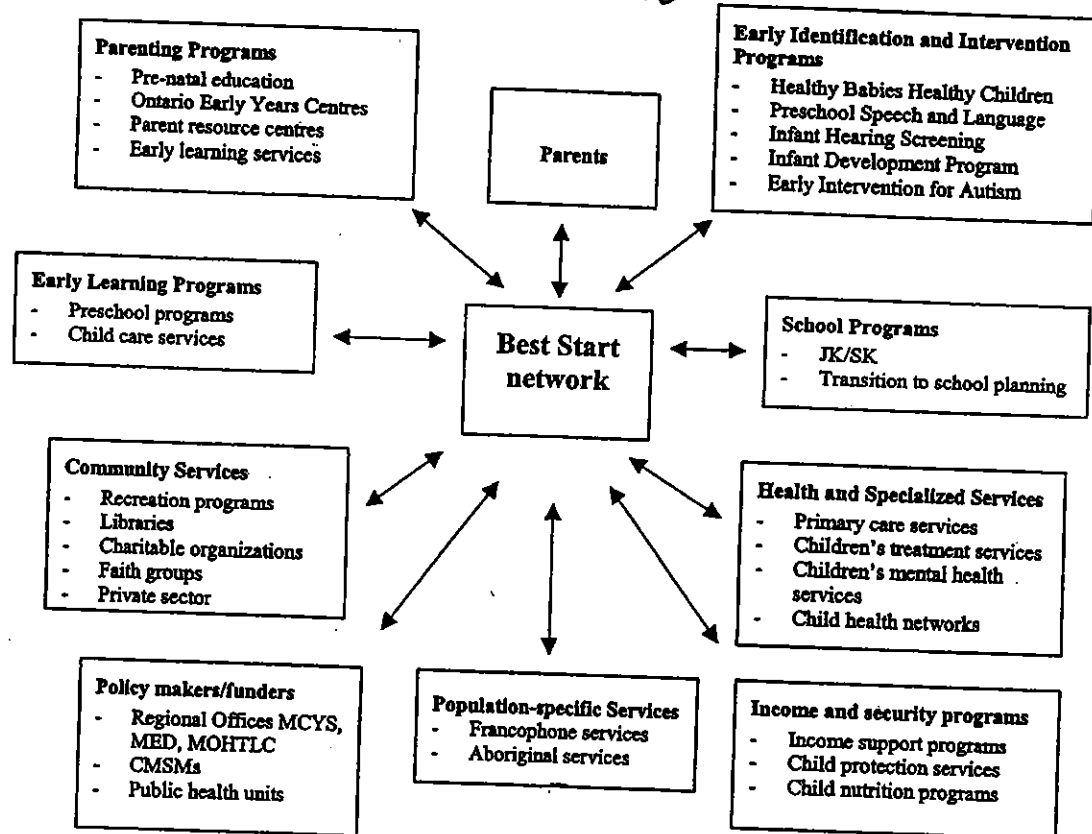 Parenting Programs
- Pre-natal education
- Ontario Early Years Centres
- Parent resource centres
- Early learning services
Parents
Early Identification and Intervention
Programs
- Healthy Babies Healthy Children
- Preschool Speech and Language
- Infant Hearing Screening
- Infant Development Program
- Early Intervention for Autism
Early Learning Programs
- Preschool programs
- Child care services
Best Start
network
School Programs
- JK/SK
- Transition to school planning
Community Services
- Recreation programs
- Libraries
- Charitable organizations
- Faith groups
- Private sector
Health and Specialized Services
- Primary care services
- Children's treatment services
- Children's mental health
services
- Child health networks
Policy makers/funders
- Regional Offices MCYS,
MED, MOHTLC
- CMSMs
- Public health units
Population-specific Services
- Francophone services
- Aboriginal services
Income and security programs
- Income support programs
- Child protection services
- Child nutrition programs